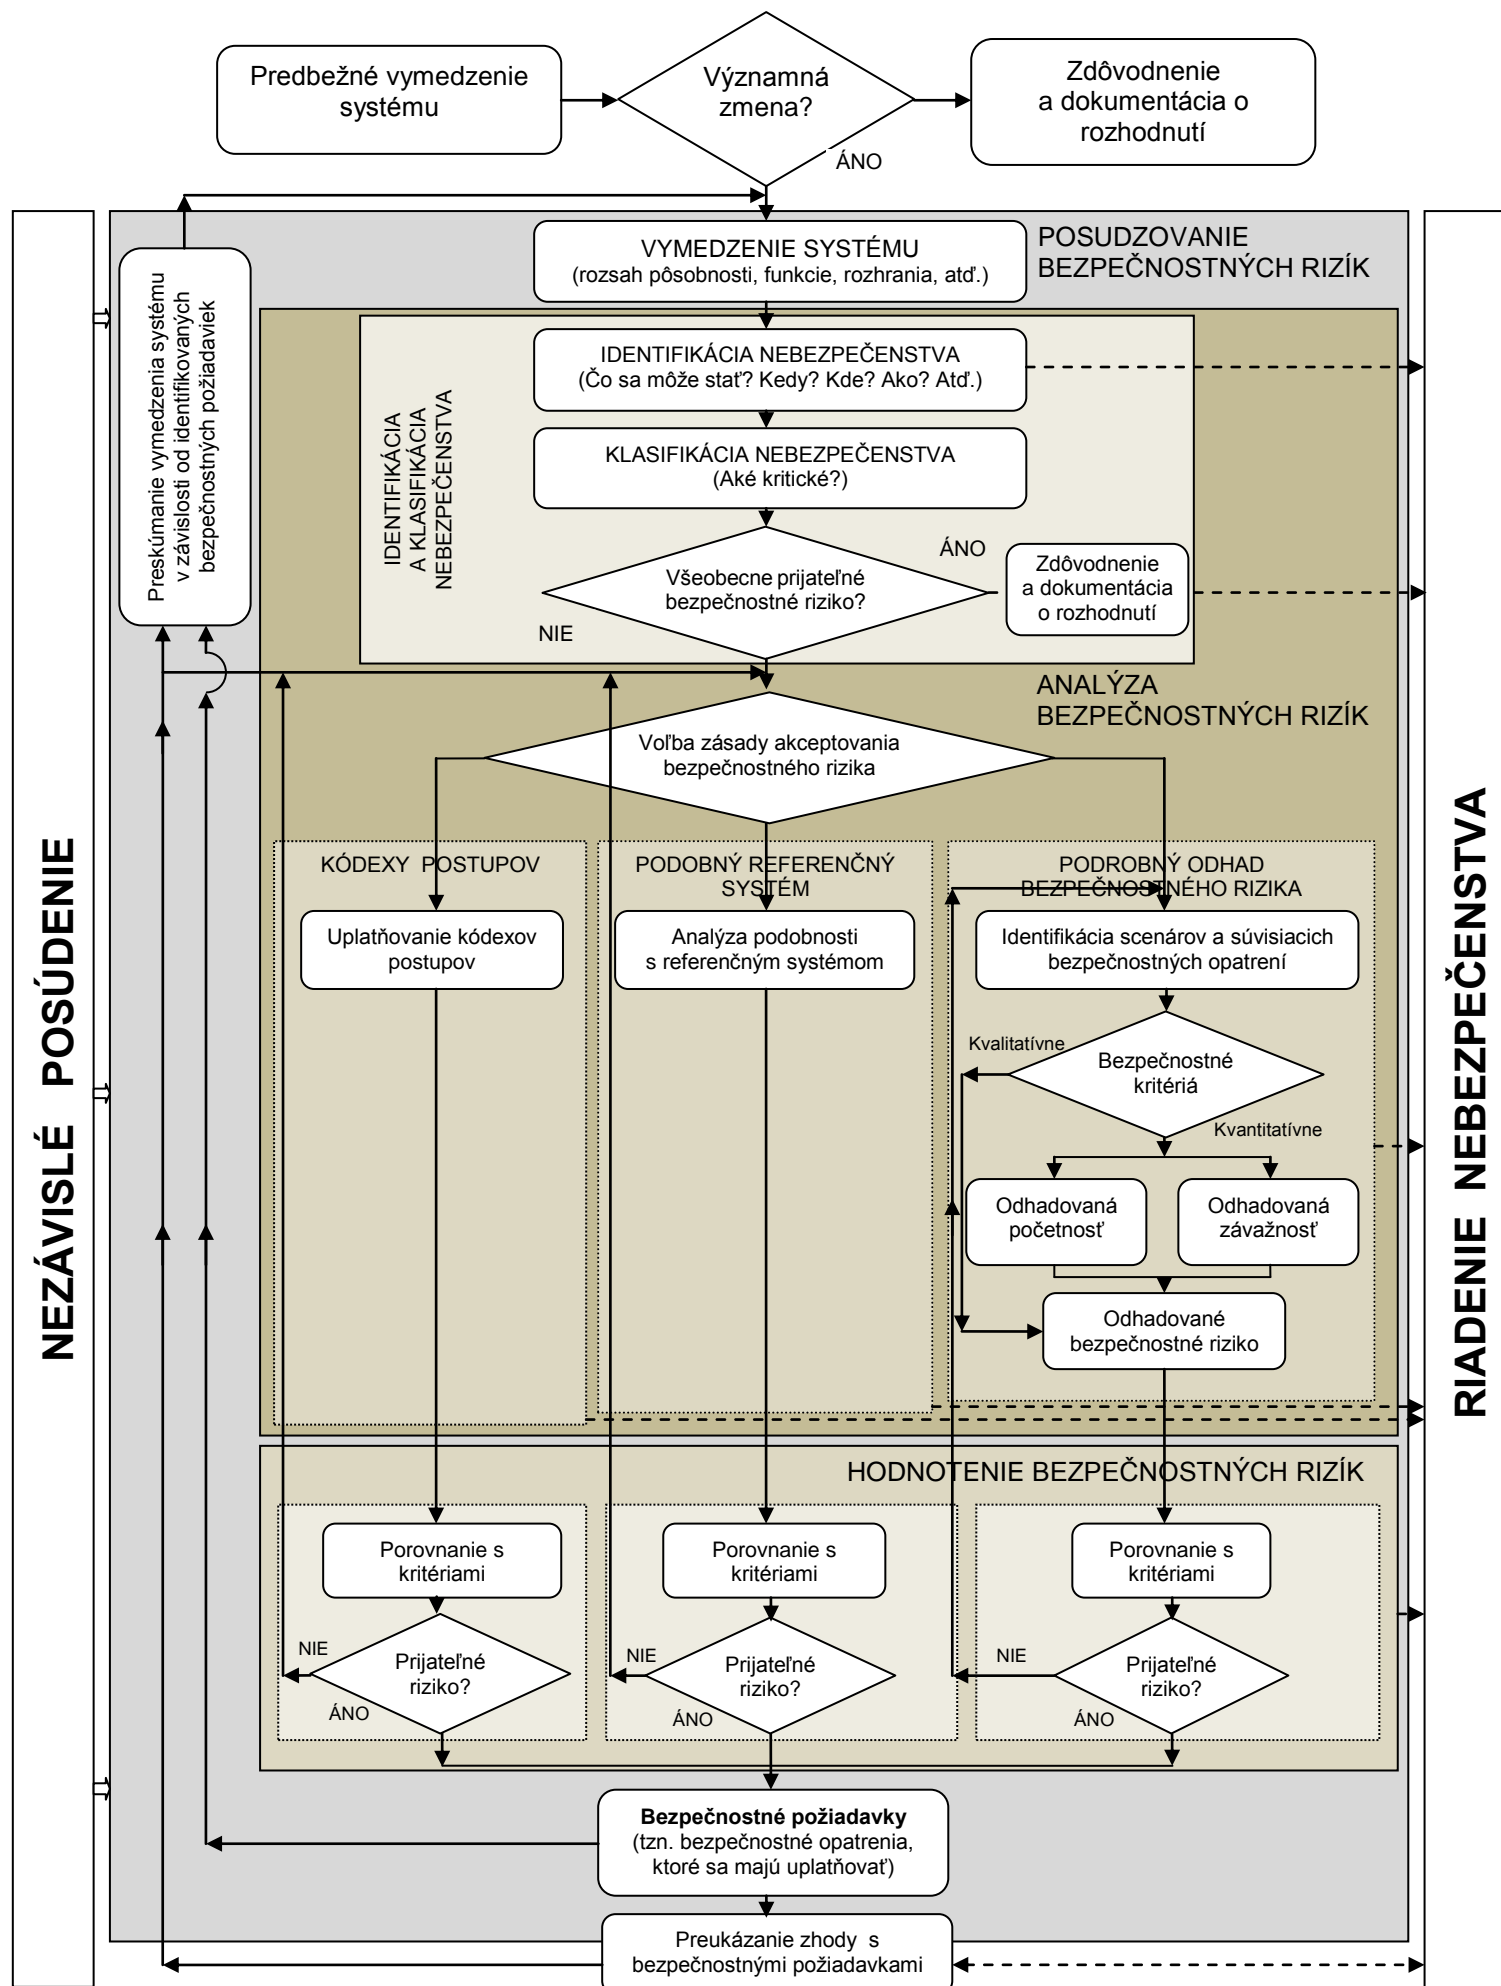 Predbežné vymedzenie
systému
Významná
zmena?
Zdôvodnenie
a dokumentácia o
rozhodnutí
ÁNO
NEZÁVISLÉ POSÚDENIE
RIADENIE NEBEZPEČENSTVA
Preskúmanie vymedzenia systému
v závislosti od identifikovaných
bezpečnostných požiadaviek
VYMEDZENIE SYSTÉMU
(rozsah pôsobnosti, funkcie, rozhrania, atď.)
POSUDZOVANIE
BEZPEČNOSTNÝCH RIZÍK
IDENTIFIKÁCIA
A KLASIFIKÁCIA
NEBEZPEČENSTVA
IDENTIFIKÁCIA NEBEZPEČENSTVA
(Čo sa môže stať? Kedy? Kde? Ako? Atď.)
KLASIFIKÁCIA NEBEZPEČENSTVA
(Aké kritické?)
Všeobecne prijateľné
bezpečnostné riziko?
ÁNO
Zdôvodnenie
a dokumentácia
o rozhodnutí
NIE
ANALÝZA
BEZPEČNOSTNÝCH RIZÍK
Voľba zásady akceptovania
bezpečnostného rizika
KÓDEXY POSTUPOV
PODOBNÝ REFERENČNÝ
SYSTÉM
PODROBNÝ ODHAD
BEZPEČNOSTNÉHO RIZIKA
Uplatňovanie kódexov
postupov
Analýza podobnosti
s referenčným systémom
Identifikácia scenárov a súvisiacich
bezpečnostných opatrení
Kvalitatívne
Bezpečnostné
kritériá
Kvantitatívne
Odhadovaná
početnosť
Odhadovaná
závažnosť
Odhadované
bezpečnostné riziko
HODNOTENIE BEZPEČNOSTNÝCH RIZÍK
Porovnanie s
kritériami
Porovnanie s
kritériami
Porovnanie s
kritériami
NIE
Prijateľné
riziko?
ÁNO
NIE
Prijateľné
riziko?
ÁNO
NIE
Prijateľné
riziko?
ÁNO
Bezpečnostné požiadavky
(tzn. bezpečnostné opatrenia,
ktoré sa majú uplatňovať)
Preukázanie zhody s
bezpečnostnými požiadavkami